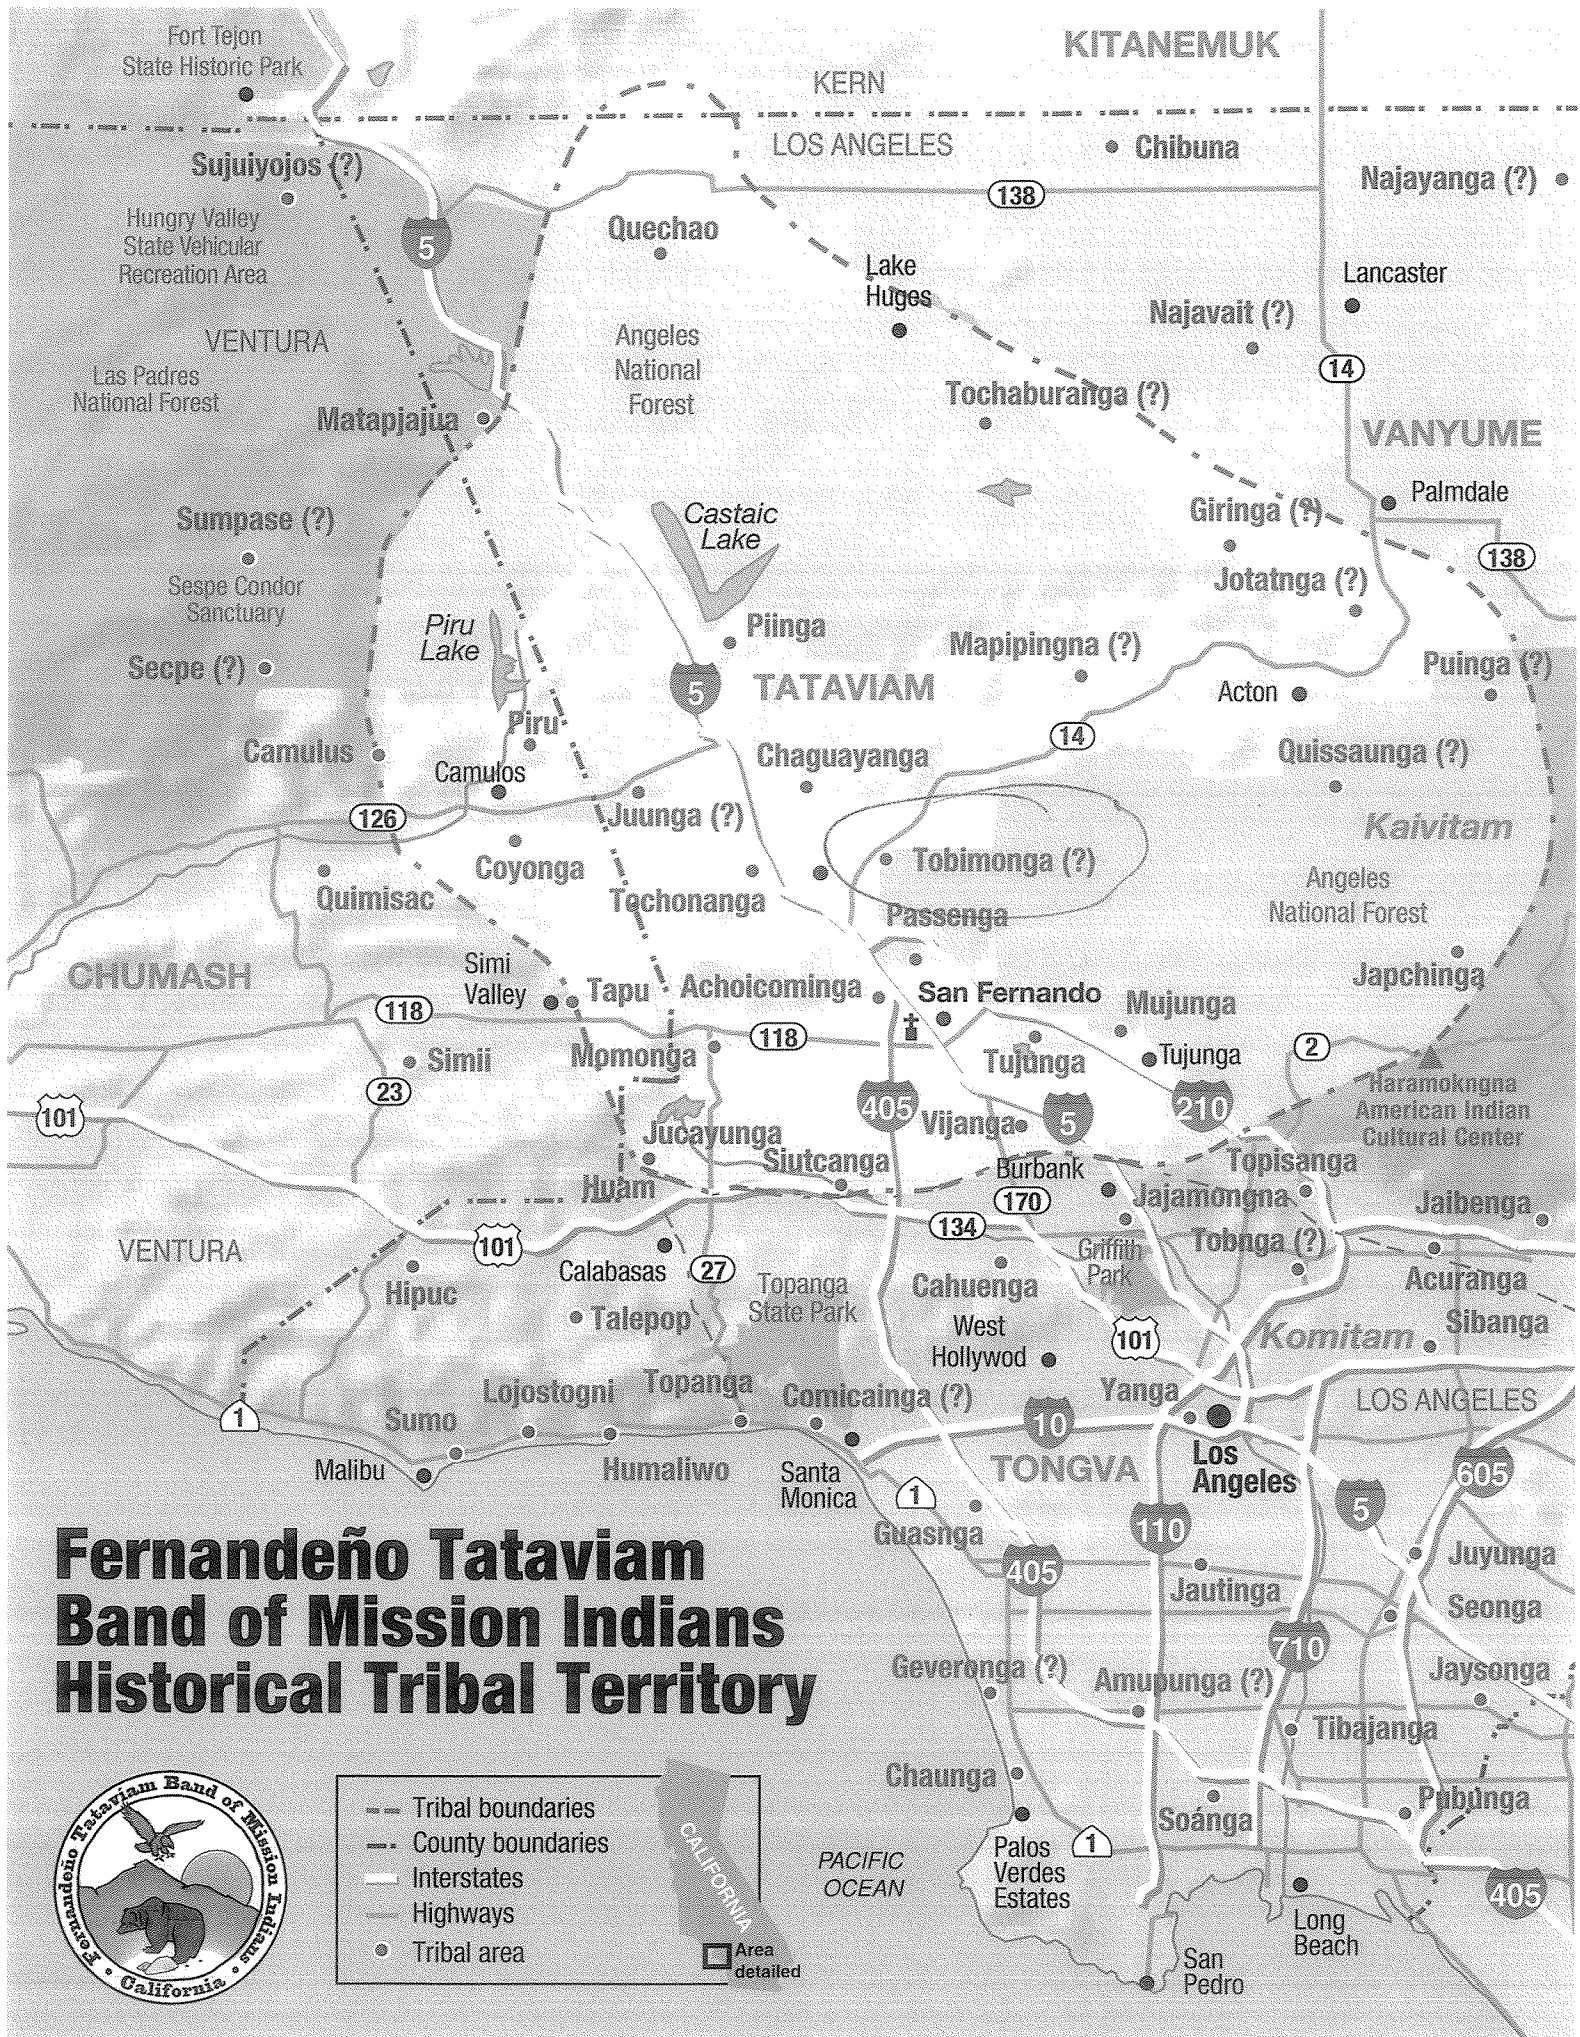 Fort Tejon
State Historic Park
KITANEMUK
KERN
LOS ANGELES
Chibuna
Sujuiyojos (?)
Najayanga (?)
138
Hungry Valley
State Vehicular
Recreation Area
5
Quechao
Lake
Huges
Lancaster
Najavait (?)
VENTURA
Angeles
National
Forest
Las Padres
National Forest
14
Matapjajua
Tochaburanga (?)
VANYUME
Palmdale
Sumpase (?)
Castaic
Lake
Giringa (?)
138
Sespe Condor
Sanctuary
Jotatnga (?)
Piru
Lake
Piinga
Mapipingna (?)
Secpe (?)
5
TATAVIAM
Puinga (?)
Acton
Piru
14
Camulus
Camulos
Chaguayanga
Quissaunga (?)
126
Juunga (?)
Kaivitam
Coyonga
Tobimonga (?)
Quimisac
Tochonanga
Angeles
National Forest
Passenga
CHUMASH
Simi
Valley
Tapu
Achoicominga
San Fernando
Mujunga
Japchinga
118
118
Simii
Momonga
Tujunga
Tujunga
2
23
101
405
Vijanga
5
210
Haramokngna
American Indian
Cultural Center
Jucayunga
Siutcanga
Burbank
Topisanga
Huam
170
Jajamongna
Jaibenga
134
VENTURA
101
Calabasas
27
Griffith
Park
Tobnga (?)
Hipuc
Topanga
State Park
Cahuenga
Acuranga
Talepop
West
Hollywod
101
Komitam
Sibanga
Lojostogni
Topanga
Comicainga (?)
Yanga
LOS ANGELES
1
Sumo
10
Malibu
Humaliwo
Santa
Monica
TONGVA
Los
Angeles
605
1
5
Guasnga
110
Fernandeño Tataviam
Band of Mission Indians
Historical Tribal Territory
405
Jautinga
Juyunga
Seonga
710
Geveronga (?)
Amupunga (?)
Jaysonga
Tibajanga
Chaunga
Soánga
Pubunga
Palos
Verdes
Estates
1
PACIFIC
OCEAN
405
Long
Beach
San
Pedro
Fernandeño Tataviam Band of Mission Indians
California
Tribal boundaries
County boundaries
Interstates
Highways
Tribal area
CALIFORNIA
Area
detailed